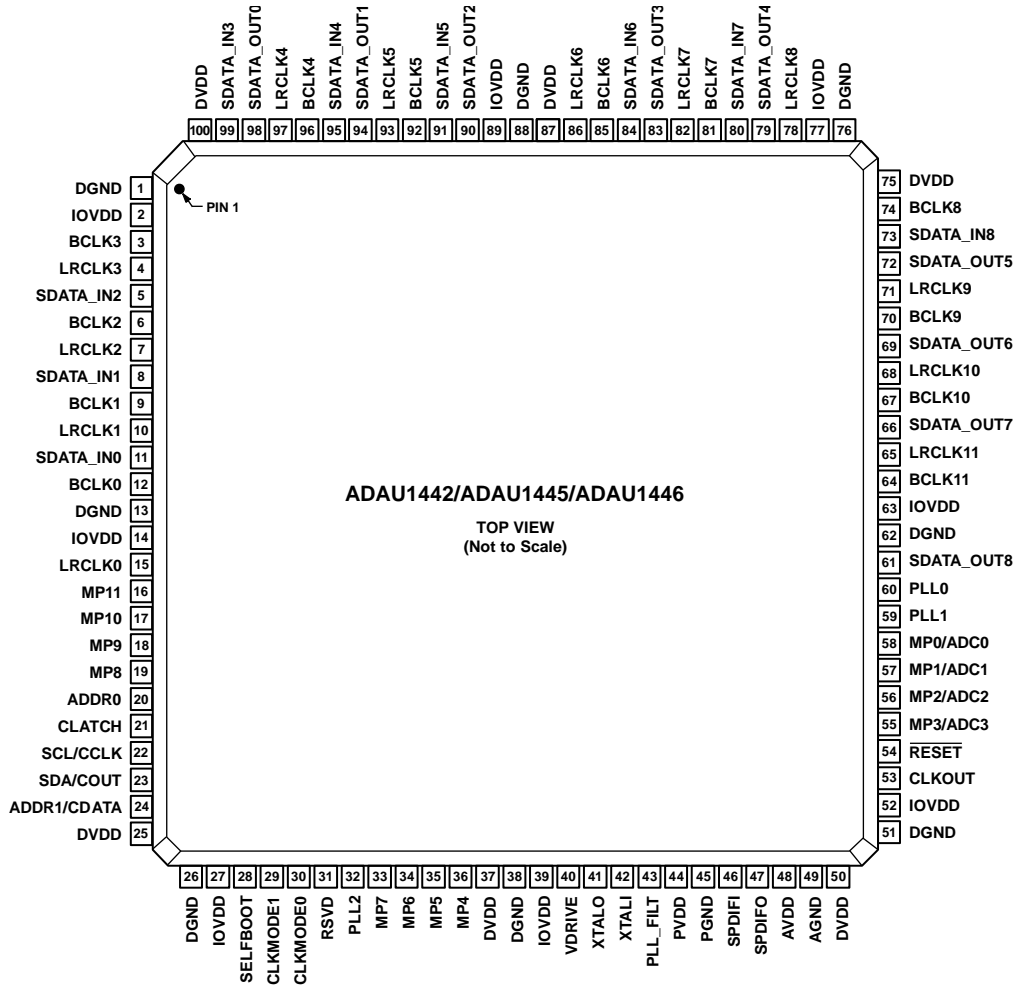 DVDD
SDATA_IN3
SDATA_OUT0
LRCLK4
BCLK4
SDATA_IN4
SDATA_OUT1
LRCLK5
BCLK5
SDATA_IN5
SDATA_OUT2
IOVDD
DGND
DVDD
LRCLK6
BCLK6
SDATA_IN6
SDATA_OUT3
LRCLK7
BCLK7
SDATA_IN7
SDATA_OUT4
LRCLK8
IOVDD
DGND
100 99 98 97 96 95 94 93 92 91 90 89 88 87 86 85 84 83 82 81 80 79 78 77 76
DGND 1
IOVDD 2
BCLK3 3
LRCLK3 4
SDATA_IN2 5
BCLK2 6
LRCLK2 7
SDATA_IN1 8
BCLK1 9
LRCLK1 10
SDATA_IN0 11
BCLK0 12
DGND 13
IOVDD 14
LRCLK0 15
MP11 16
MP10 17
MP9 18
MP8 19
ADDR0 20
CLATCH 21
SCL/CCLK 22
SDA/COUT 23
ADDR1/CDATA 24
DVDD 25
PIN 1
ADAU1442/ADAU1445/ADAU1446
TOP VIEW
(Not to Scale)
75 DVDD
74 BCLK8
73 SDATA_IN8
72 SDATA_OUT5
71 LRCLK9
70 BCLK9
69 SDATA_OUT6
68 LRCLK10
67 BCLK10
66 SDATA_OUT7
65 LRCLK11
64 BCLK11
63 IOVDD
62 DGND
61 SDATA_OUT8
60 PLL0
59 PLL1
58 MP0/ADC0
57 MP1/ADC1
56 MP2/ADC2
55 MP3/ADC3
54 RESET
53 CLKOUT
52 IOVDD
51 DGND
26 27 28 29 30 31 32 33 34 35 36 37 38 39 40 41 42 43 44 45 46 47 48 49 50
DGND
IOVDD
SELFBOOT
CLKMODE1
CLKMODE0
RSVD
PLL2
MP7
MP6
MP5
MP4
DVDD
DGND
IOVDD
VDRIVE
XTALO
XTALI
PLL_FILT
PVDD
PGND
SPDIFI
SPDIFO
AVDD
AGND
DVDD